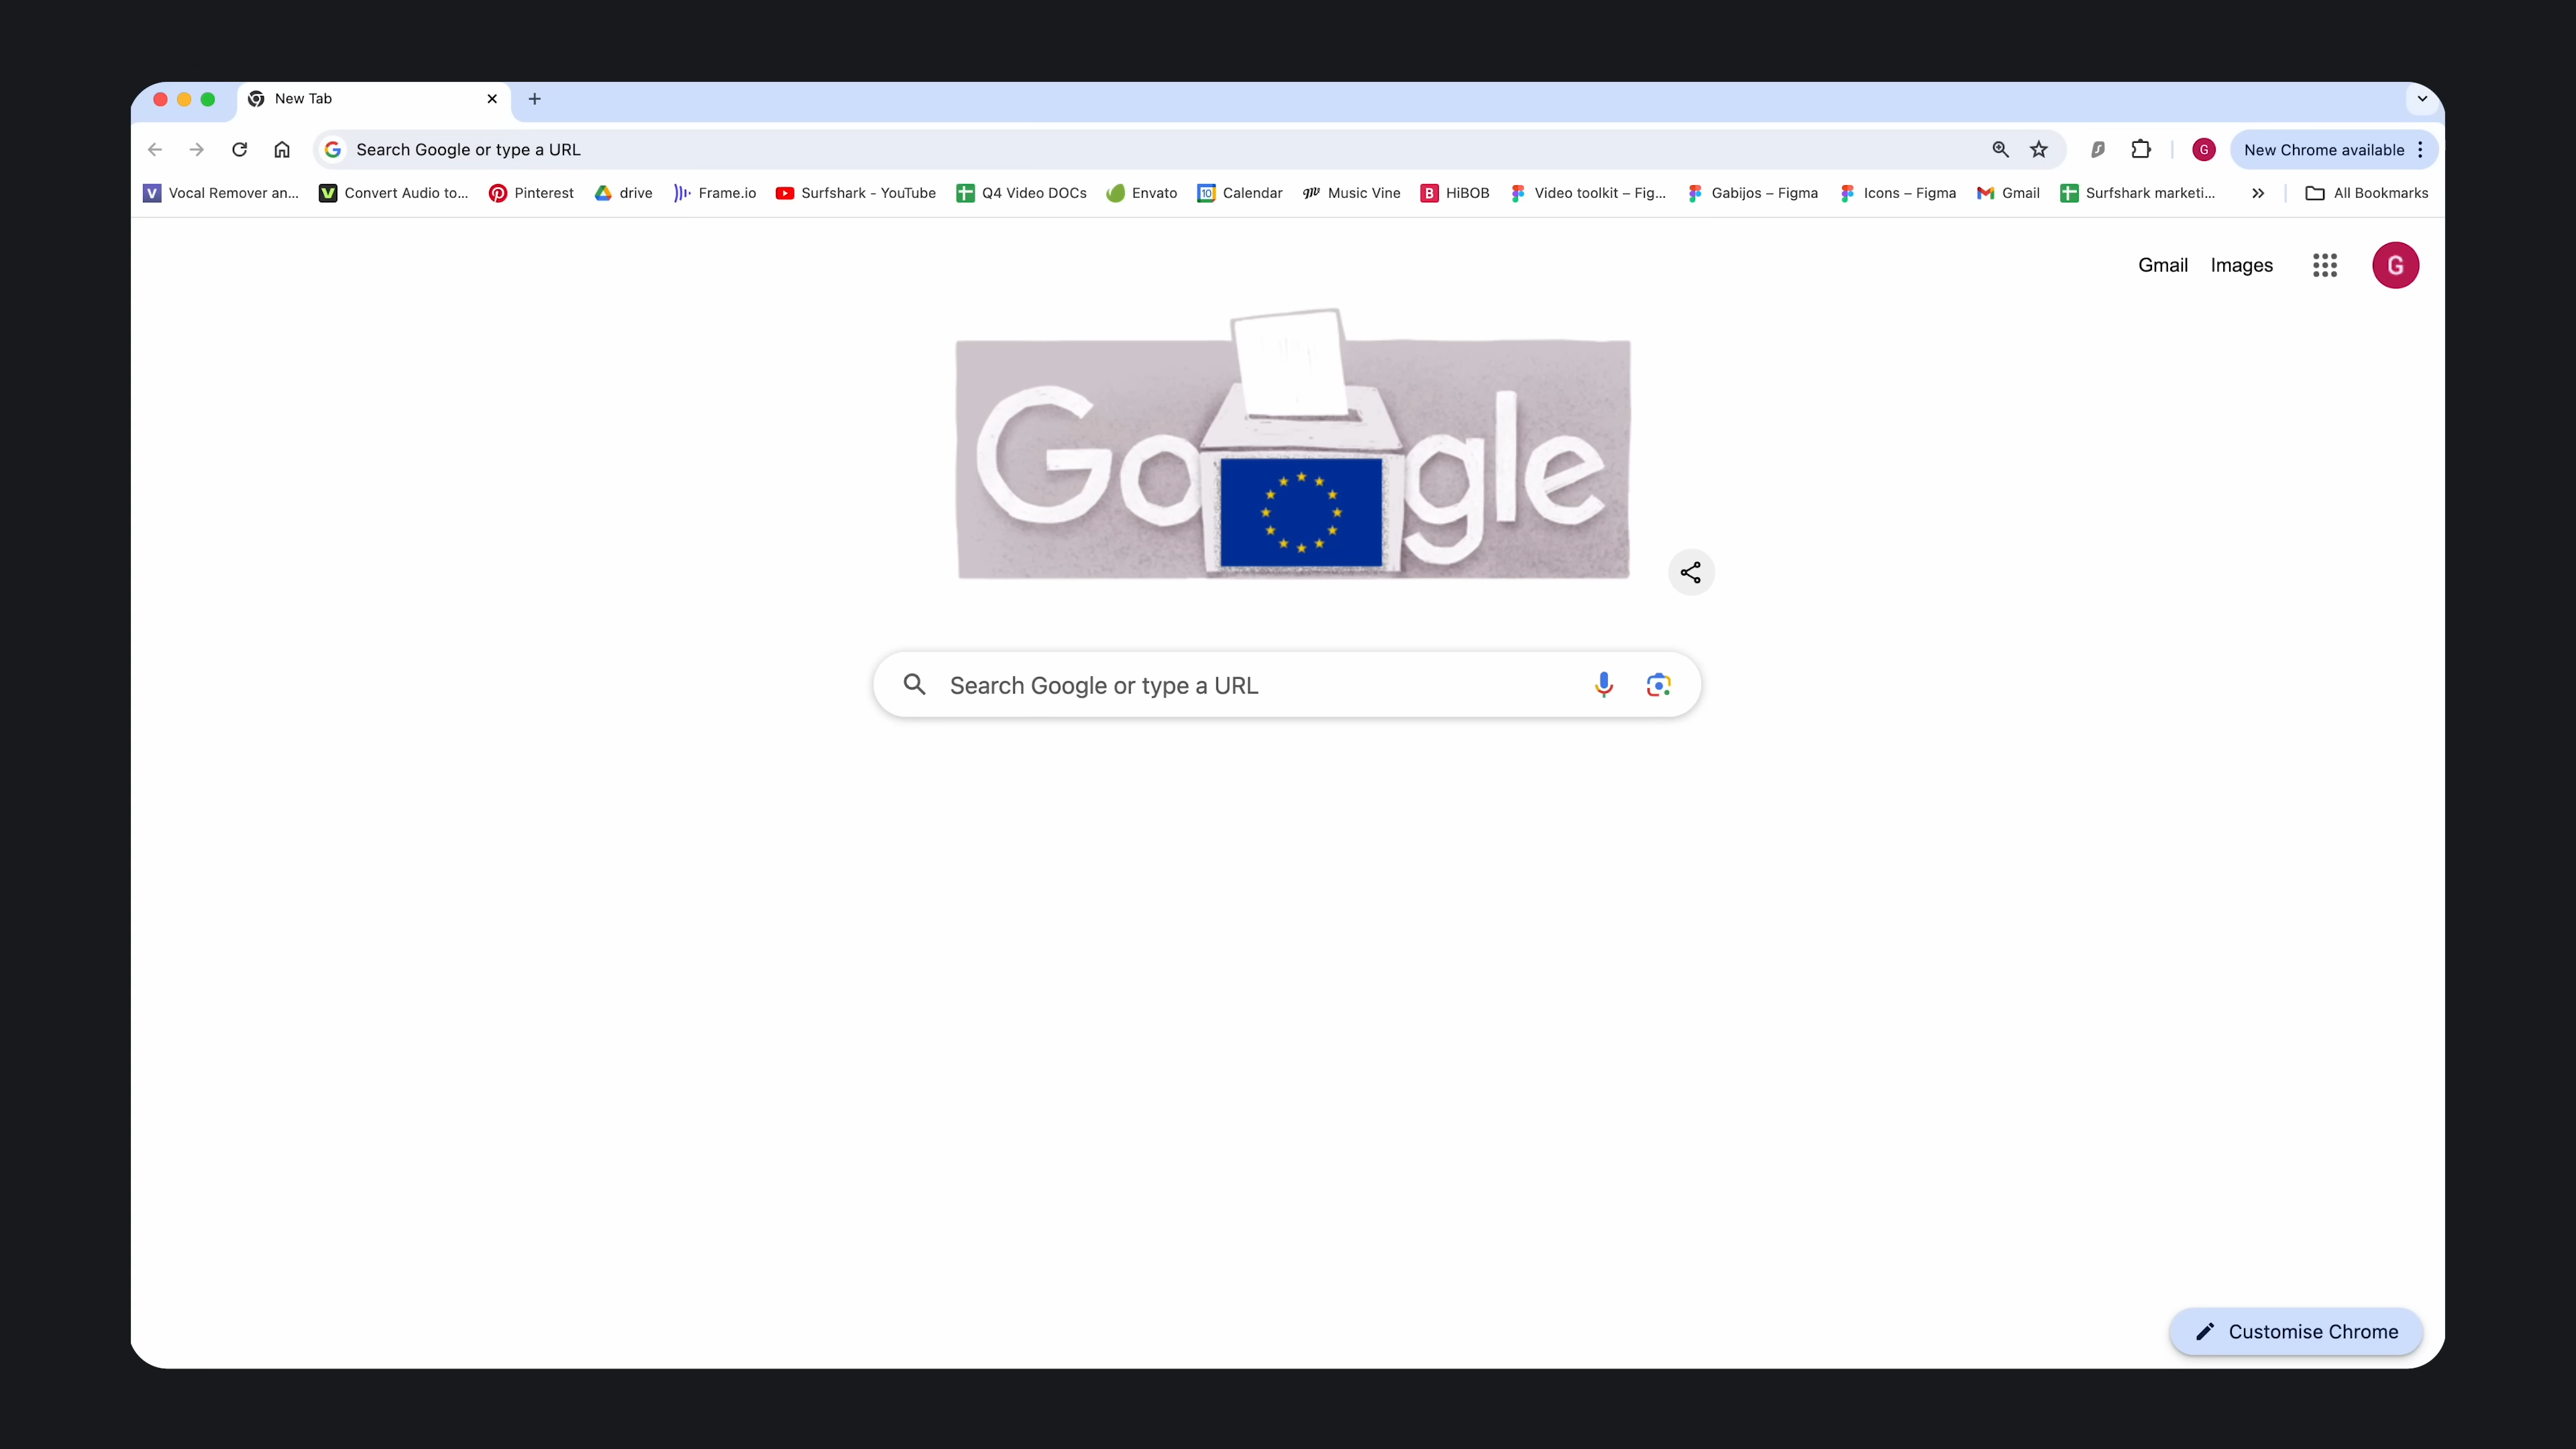 New Tab
Search Google or type a URL
G
New Chrome available
Vocal Remover an...
Convert Audio to...
Pinterest
drive
Frame.io
Surfshark - YouTube
Q4 Video DOCs
Envato
10
Calendar
Music Vine
B
HiBOB
Video toolkit – Fig...
Gabijos – Figma
Icons – Figma
Gmail
Surfshark marketi...
All Bookmarks
Gmail
Images
G
Google
Search Google or type a URL
Customise Chrome